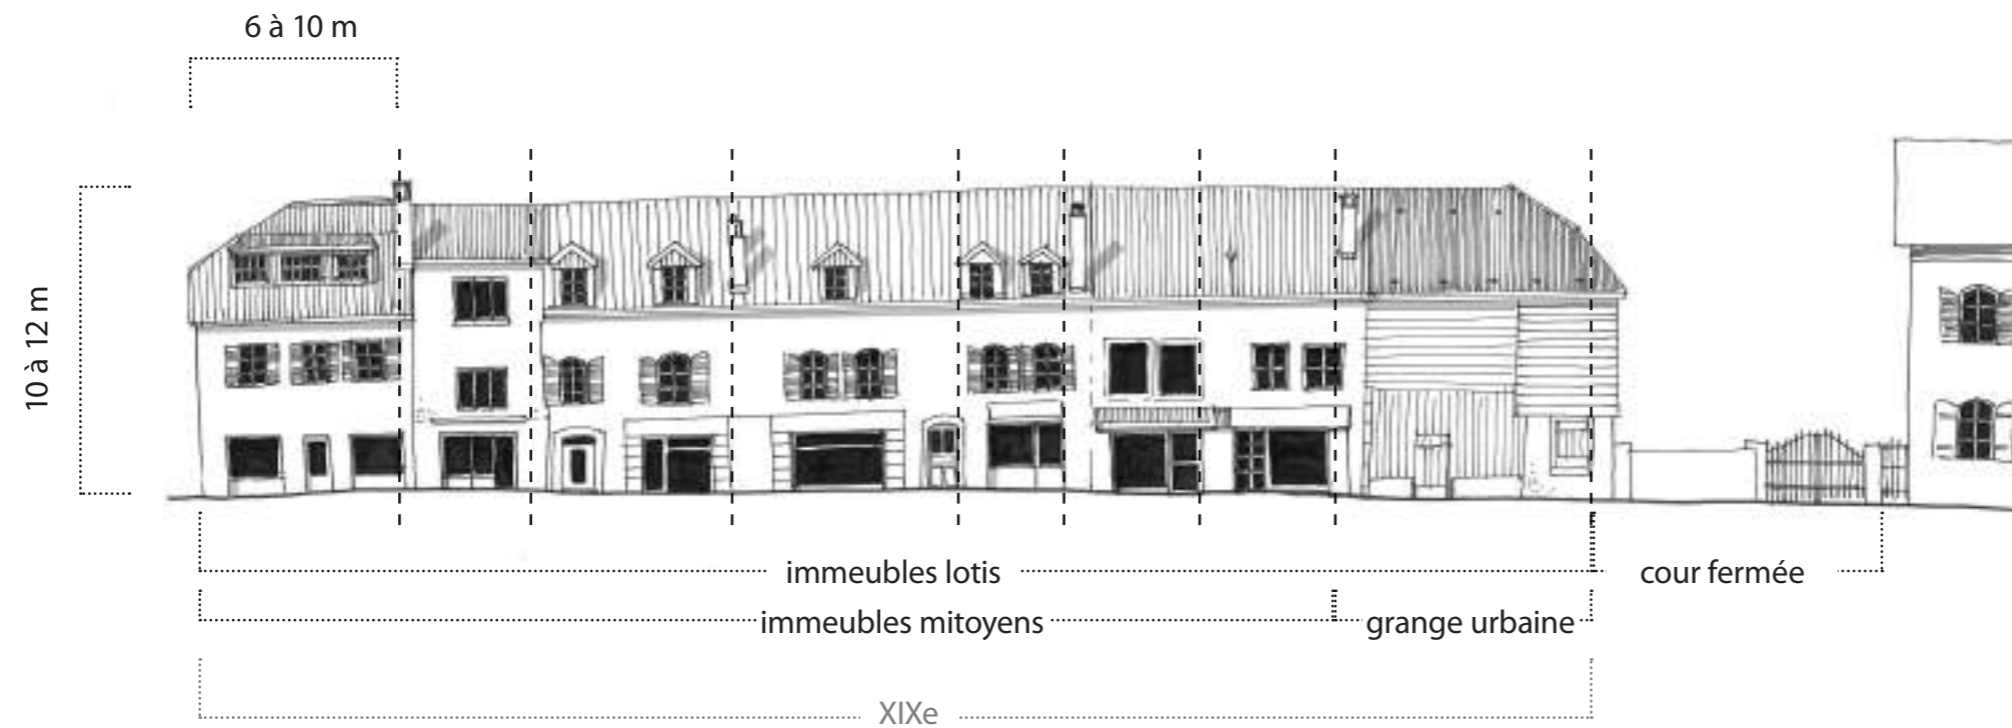 6 à 10 m
10 à 12 m
immeubles lotis
cour fermée
immeubles mitoyens
grange urbaine
XIXe